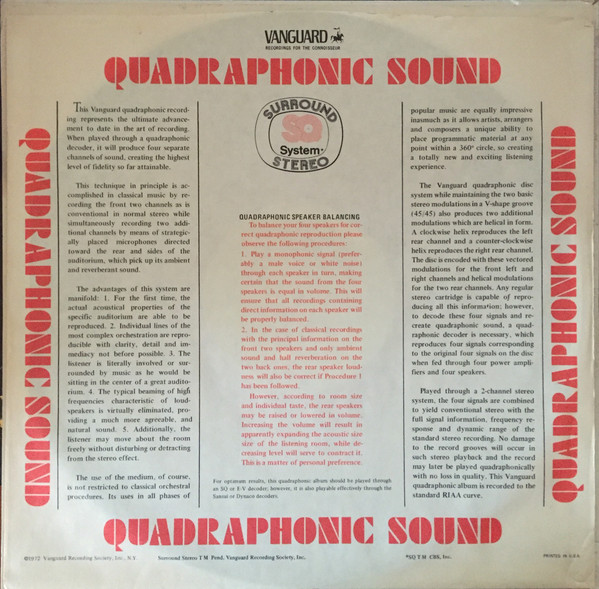 VANGUARD
RECORDINGS FOR THE CONNOISSEUR
QUADRAPHONIC SOUND
QUADRAPHONIC SOUND
This Vanguard quadraphonic record-
ing represents the ultimate advance-
ment to date in the art of recording.
When played through a quadraphonic
decoder, it will produce four separate
channels of sound, creating the highest
level of fidelity so far attainable.
This technique in principle is ac-
complished in classical music by re-
cording the front two channels as is
conventional in normal stereo while
simultaneously recording two addi-
tional channels by means of strategic-
ally placed microphones directed
toward the rear and sides of the
auditorium, which pick up its ambient
and reverberant sound.
The advantages of this system are
manifold: 1. For the first time, the
actual acoustical properties of the
specific auditorium are able to be
reproduced. 2. Individual lines of the
most complex orchestration are repro-
ducible with clarity, detail and im-
mediacy not before possible. 3. The
listener is literally involved or sur-
rounded by music as he would be
sitting in the center of a great audito-
rium. 4. The typical beaming of high
frequencies characteristic of loud-
speakers is virtually eliminated, pro-
viding a much more agreeable, and
natural sound. 5. Additionally, the
listener may move about the room
freely without disturbing or detracting
from the stereo effect.
The use of the medium, of course,
is not restricted to classical orchestral
procedures. Its uses in all phases of
SURROUND
SQ
System*
STEREO
QUADRAPHONIC SPEAKER BALANCING
To balance your four speakers for cor-
rect quadraphonic reproduction please
observe the following procedures:
1. Play a monophonic signal (prefer-
ably a male voice or white noise)
through each speaker in turn, making
certain that the sound from the four
speakers is equal in volume. This will
ensure that all recordings containing
direct information on each speaker will
be properly balanced.
2. In the case of classical recordings
with the principal information on the
front two speakers and only ambient
sound and hall reverberation on the
two back ones, the rear speaker loud-
ness will also be correct if Procedure 1
has been followed.
However, according to room size
and individual taste, the rear speakers
may be raised or lowered in volume.
Increasing the volume will result in
apparently expanding the acoustic size
size of the listening room, while de-
creasing level will serve to contract it.
This is a matter of personal preference.
For optimum results, this quadraphonic album should be played through
an SQ or E-V decoder; however, it is also playable effectively through the
Sansui or Dynaco decoders.
popular music are equally impressive
inasmuch as it allows artists, arrangers
and composers a unique ability to
place programmatic material at any
point within a 360° circle, so creating
a totally new and exciting listening
experience.
The Vanguard quadraphonic disc
system while maintaining the two basic
stereo modulations in a V-shape groove
(45/45) also produces two additional
modulations which are helical in form.
A clockwise helix reproduces the left
rear channel and a counter-clockwise
helix reproduces the right rear channel.
The disc is encoded with these vectored
modulations for the front left and
right channels and helical modulations
for the two rear channels. Any regular
stereo cartridge is capable of repro-
ducing all this information; however,
to decode these four signals and re-
create quadraphonic sound, a quad-
raphonic decoder is necessary, which
reproduces four signals corresponding
to the original four signals on the disc
when fed through four power ampli-
fiers and four speakers.
Played through a 2-channel stereo
system, the four signals are combined
to yield conventional stereo with the
full signal information, frequency re-
sponse and dynamic range of the
standard stereo recording. No damage
to the record grooves will occur in
such stereo playback and the record
may later be played quadraphonically
with no loss in quality. This Vanguard
quadraphonic album is recorded to the
standard RIAA curve.
QUADRAPHONIC SOUND
QUADRAPHONIC SOUND
©1972 Vanguard Recording Society, Inc., N.Y. Surround Stereo TM Pend. Vanguard Recording Society, Inc. *SQ TM CBS, Inc. PRINTED IN U.S.A.